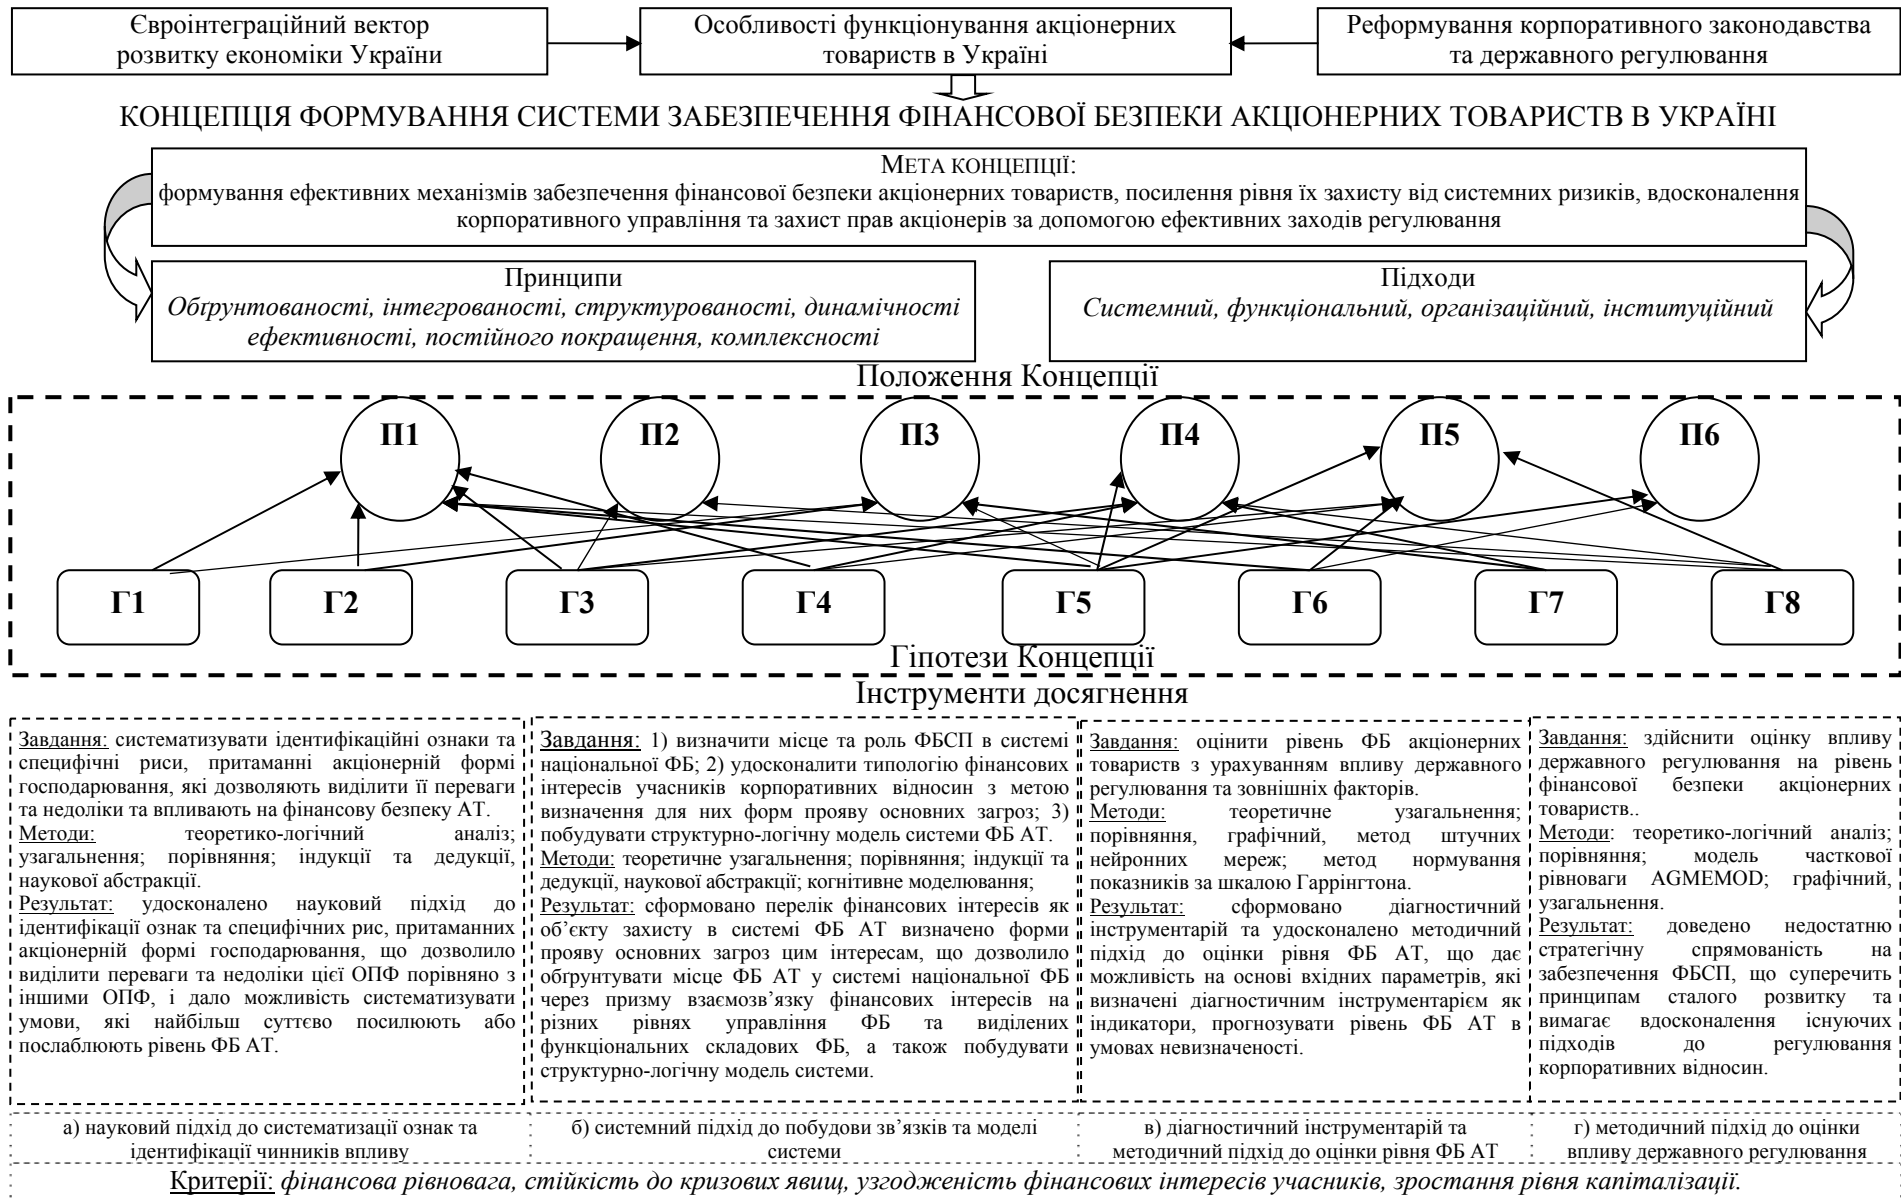 Євроінтеграційний вектор
розвитку економіки України
Особливості функціонування акціонерних
товариств в Україні
Реформування корпоративного законодавства
та державного регулювання
КОНЦЕПЦІЯ ФОРМУВАННЯ СИСТЕМИ ЗАБЕЗПЕЧЕННЯ ФІНАНСОВОЇ БЕЗПЕКИ АКЦІОНЕРНИХ ТОВАРИСТВ В УКРАЇНІ
МЕТА КОНЦЕПЦІЇ:
формування ефективних механізмів забезпечення фінансової безпеки акціонерних товариств, посилення рівня їх захисту від системних ризиків, вдосконалення
корпоративного управління та захист прав акціонерів за допомогою ефективних заходів регулювання
Принципи
Обґрунтованості, інтегрованості, структурованості, динамічності
ефективності, постійного покращення, комплексності
Підходи
Системний, функціональний, організаційний, інституційний
Положення Концепції
П1
П2
П3
П4
П5
П6
Г1
Г2
Г3
Г4
Г5
Г6
Г7
Г8
Гіпотези Концепції
Інструменти досягнення
Завдання: систематизувати ідентифікаційні ознаки та
специфічні риси, притаманні акціонерній формі
господарювання, які дозволяють виділити її переваги
та недоліки та впливають на фінансову безпеку АТ.
Методи: теоретико-логічний аналіз;
узагальнення; порівняння; індукції та дедукції,
наукової абстракції.
Результат: удосконалено науковий підхід до
ідентифікації ознак та специфічних рис, притаманних
акціонерній формі господарювання, що дозволило
виділити переваги та недоліки цієї ОПФ порівняно з
іншими ОПФ, і дало можливість систематизувати
умови, які найбільш суттєво посилюють або
послаблюють рівень ФБ АТ.
Завдання: 1) визначити місце та роль ФБСП в системі
національної ФБ; 2) удосконалити типологію фінансових
інтересів учасників корпоративних відносин з метою
визначення для них форм прояву основних загроз; 3)
побудувати структурно-логічну модель системи ФБ АТ.
Методи: теоретичне узагальнення; порівняння; індукції та
дедукції, наукової абстракції; когнітивне моделювання;
Результат: сформовано перелік фінансових інтересів як
об’єкту захисту в системі ФБ АТ визначено форми
прояву основних загроз цим інтересам, що дозволило
обґрунтувати місце ФБ АТ у системі національної ФБ
через призму взаємозв’язку фінансових інтересів на
різних рівнях управління ФБ та виділених
функціональних складових ФБ, а також побудувати
структурно-логічну модель системи.
Завдання: оцінити рівень ФБ акціонерних
товариств з урахуванням впливу державного
регулювання та зовнішніх факторів.
Методи: теоретичне узагальнення;
порівняння, графічний, метод штучних
нейронних мереж; метод нормування
показників за шкалою Гаррінгтона.
Результат: сформовано діагностичний
інструментарій та удосконалено методичний
підхід до оцінки рівня ФБ АТ, що дає
можливість на основі вхідних параметрів, які
визначені діагностичним інструментарієм як
індикатори, прогнозувати рівень ФБ АТ в
умовах невизначеності.
Завдання: здійснити оцінку впливу
державного регулювання на рівень
фінансової безпеки акціонерних
товариств..
Методи: теоретико-логічний аналіз;
порівняння; модель часткової
рівноваги AGMEMOD; графічний,
узагальнення.
Результат: доведено недостатню
стратегічну спрямованість на
забезпечення ФБСП, що суперечить
принципам сталого розвитку та
вимагає вдосконалення існуючих
підходів до регулювання
корпоративних відносин.
а) науковий підхід до систематизації ознак та
ідентифікації чинників впливу
б) системний підхід до побудови зв’язків та моделі
системи
в) діагностичний інструментарій та
методичний підхід до оцінки рівня ФБ АТ
г) методичний підхід до оцінки
впливу державного регулювання
Критерії: фінансова рівновага, стійкість до кризових явищ, узгодженість фінансових інтересів учасників, зростання рівня капіталізації.